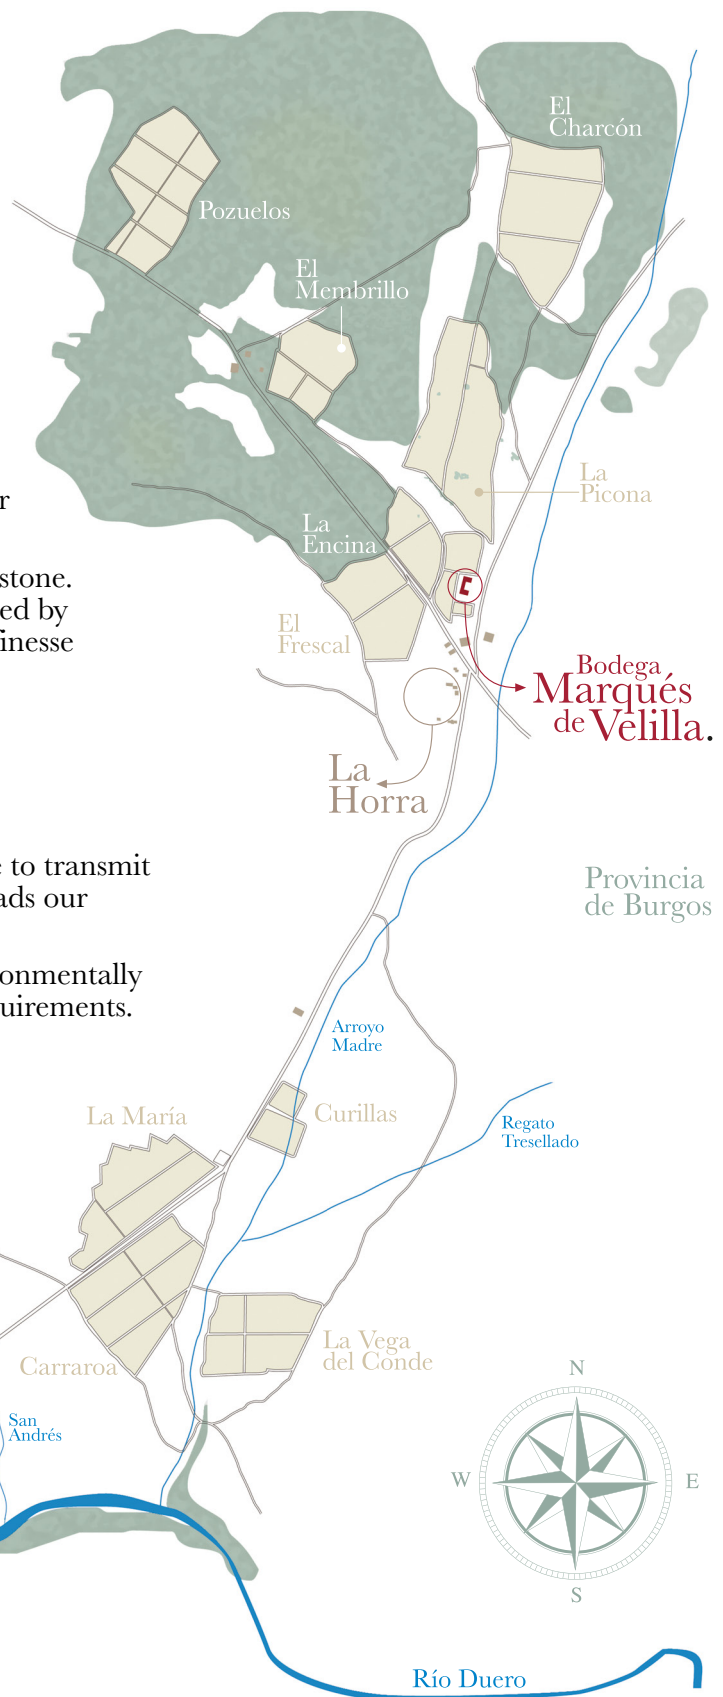 El
Charcón
Pozuelos
El
Membrillo
La
Picona
r
La
Encina
stone.
ed by
El
Frescal
inesse
Bodega
Marqués
de Velilla.
La
Horra
e to transmit
ads our
Provincia
de Burgos
onmentally
uirements.
Arroyo
Madre
La María
Curillas
Regato
Tresellado
La Vega
del Conde
Carraroa
N
San
Andrés
W
E
S
Río Duero